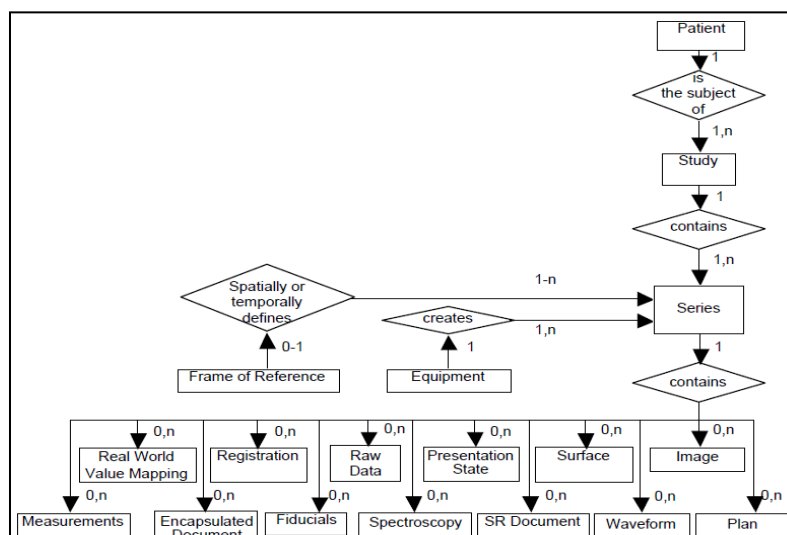 Patient
1
is
the subject
of
1,n
Study
1
contains
1,n
Spatially or
temporally
defines
1-n
creates
1,n
Series
0-1
1
1
Frame of Reference
Equipment
contains
0,n
0,n
0,n
0,n
0,n
0,n
Real World
Value Mapping
Registration
Raw
Data
Presentation
State
Surface
Image
0,n
0,n
0,n
0,n
0,n
0,n
0,n
Measurements
Encapsulated
Document
Fiducials
Spectroscopy
SR Document
Waveform
Plan